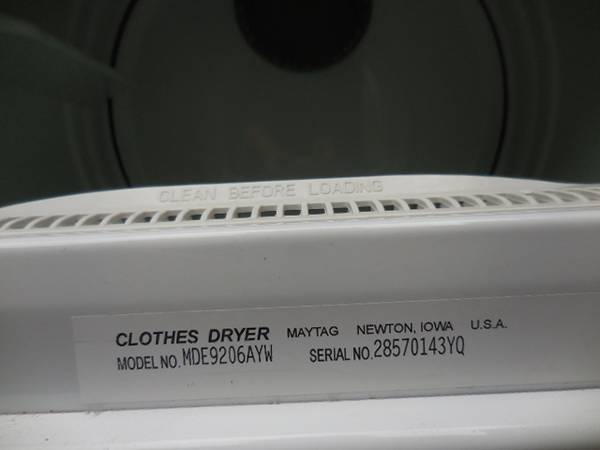 CLEAN BEFORE LOADING
CLOTHES DRYER MAYTAG NEWTON, IOWA U.S.A.
MODEL NO. MDE9206AYW SERIAL NO. 28570143YQ